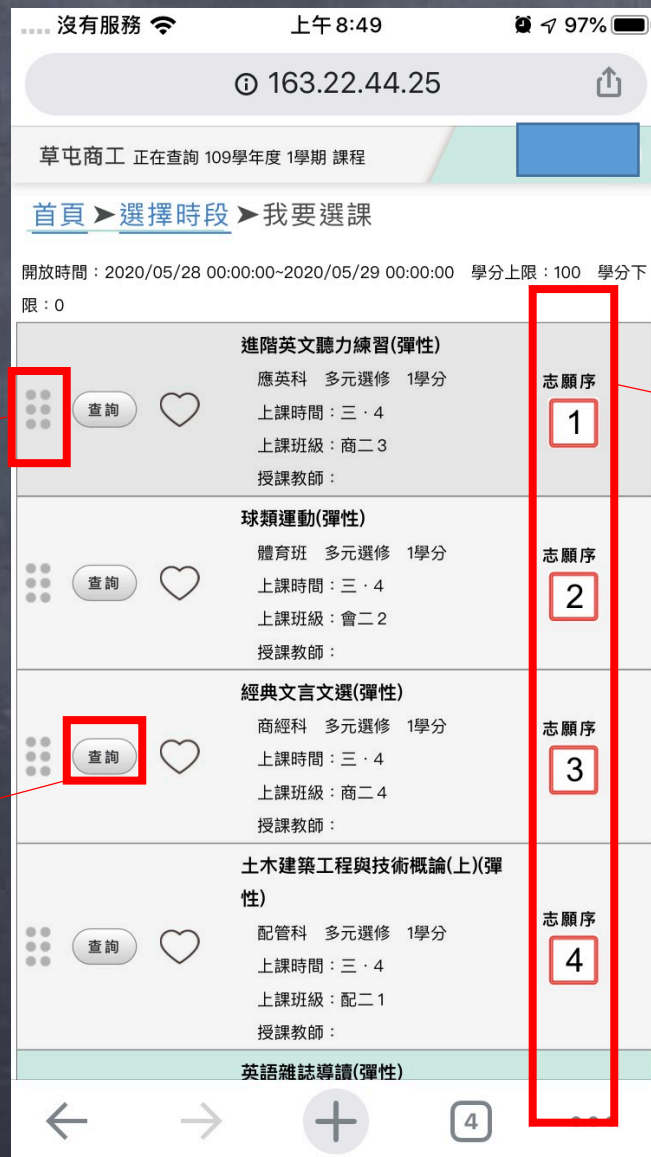 沒有服務 上午8:49 97%
163.22.44.25
草屯商工 正在查詢 109學年度 1學期 課程
首頁➤選擇時段➤我要選課
開放時間：2020/05/28 00:00:00~2020/05/29 00:00:00 學分上限：100 學分下
限：0
進階英文聽力練習(彈性)
應英科 多元選修 1學分
查詢
上課時間：三．4
上課班級：商二3
授課教師：
志願序
1
球類運動(彈性)
體育班 多元選修 1學分
查詢
上課時間：三．4
上課班級：會二2
授課教師：
志願序
2
經典文言文選(彈性)
商經科 多元選修 1學分
查詢
上課時間：三．4
上課班級：商二4
授課教師：
志願序
3
土木建築工程與技術概論(上)(彈
性)
配管科 多元選修 1學分
查詢
上課時間：三．4
上課班級：配二1
授課教師：
志願序
4
英語雜誌導讀(彈性)
4